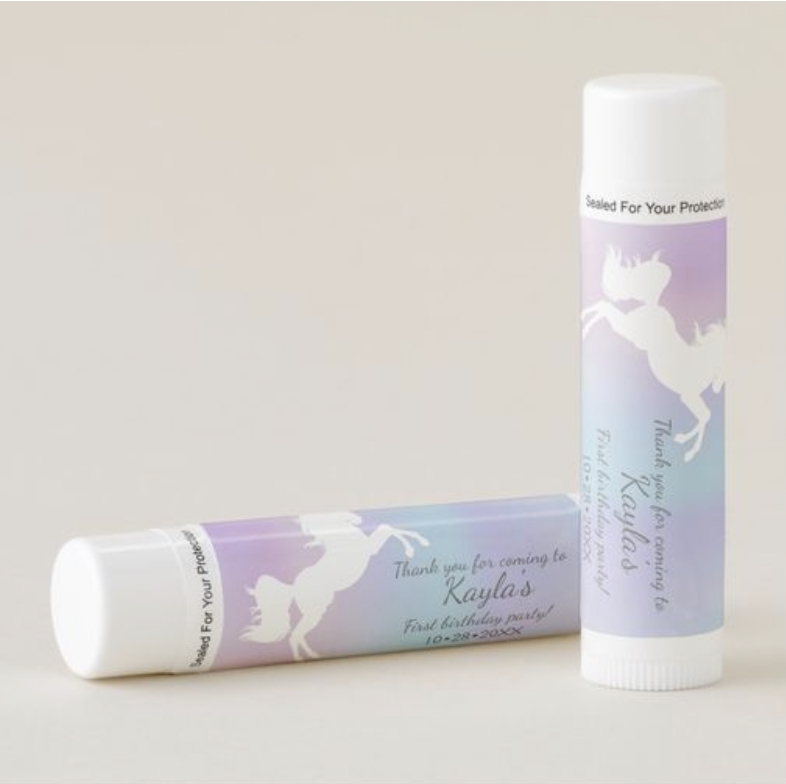 Sealed For Your Protection
Thank you for coming to
Kayla's
First birthday party!
10•28•20XX
Sealed For Your Protection
Thank you for coming to
Kayla's
First birthday party!
10•28•20XX